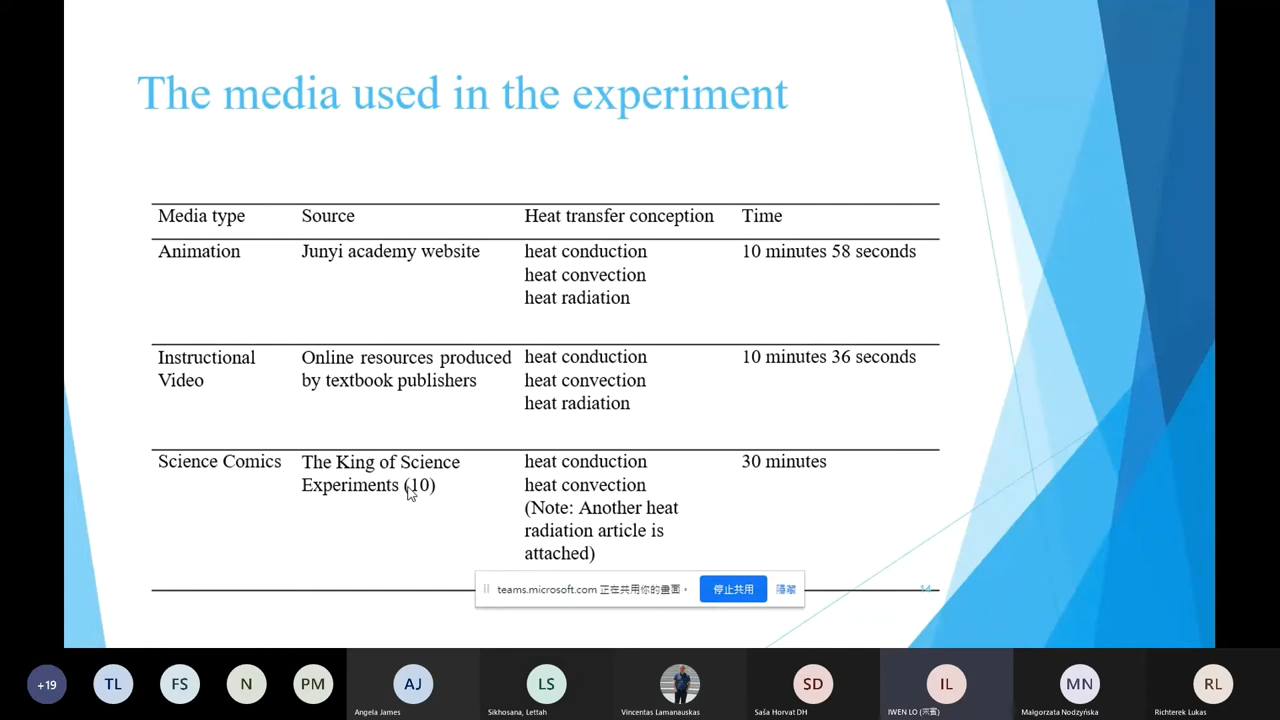 The media used in the experiment
Media type Source Heat transfer conception Time
Animation Junyi academy website heat conduction 10 minutes 58 seconds
heat convection
heat radiation
Instructional Online resources produced heat conduction 10 minutes 36 seconds
Video by textbook publishers heat convection
heat radiation
Science Comics The King of Science heat conduction 30 minutes
Experiments (10) heat convection
(Note: Another heat
radiation article is
attached)
teams.microsoft.com 正在共用你的畫面。 停止共用 隱藏
14
+19 TL FS N PM AJ LS SD IL MN RL
Angela James Sikhosana, Lettah Vincentas Lamanauskas Saša Horvat DH IWEN LO (Małgorzata Nodzyńska Richterek Lukas